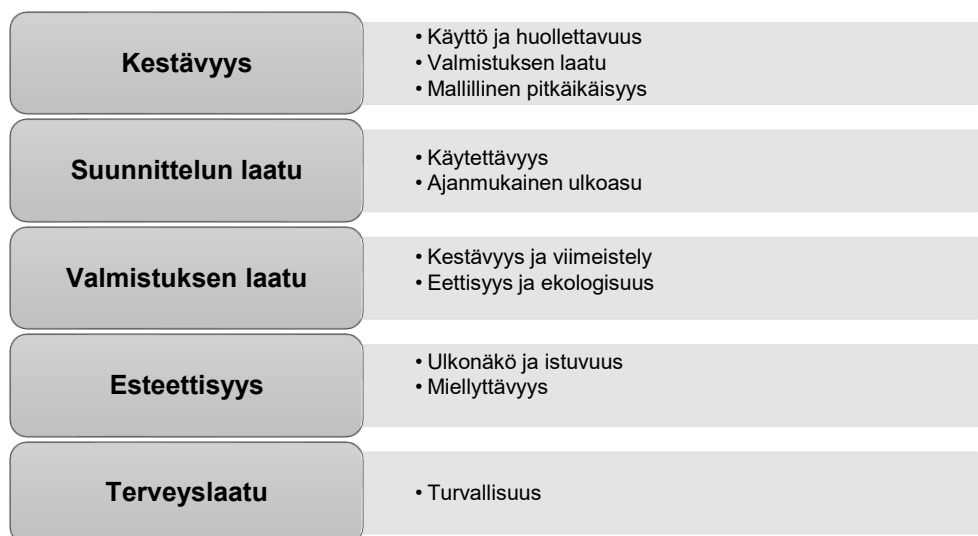 Kestävyys
• Käyttö ja huollettavuus
• Valmistuksen laatu
• Mallillinen pitkäikäisyys
Suunnittelun laatu
• Käytettävyys
• Ajanmukainen ulkoasu
Valmistuksen laatu
• Kestävyys ja viimeistely
• Eettisyys ja ekologisuus
Esteettisyys
• Ulkonäkö ja istuvuus
• Miellyttävyys
Terveyslaatu
• Turvallisuus